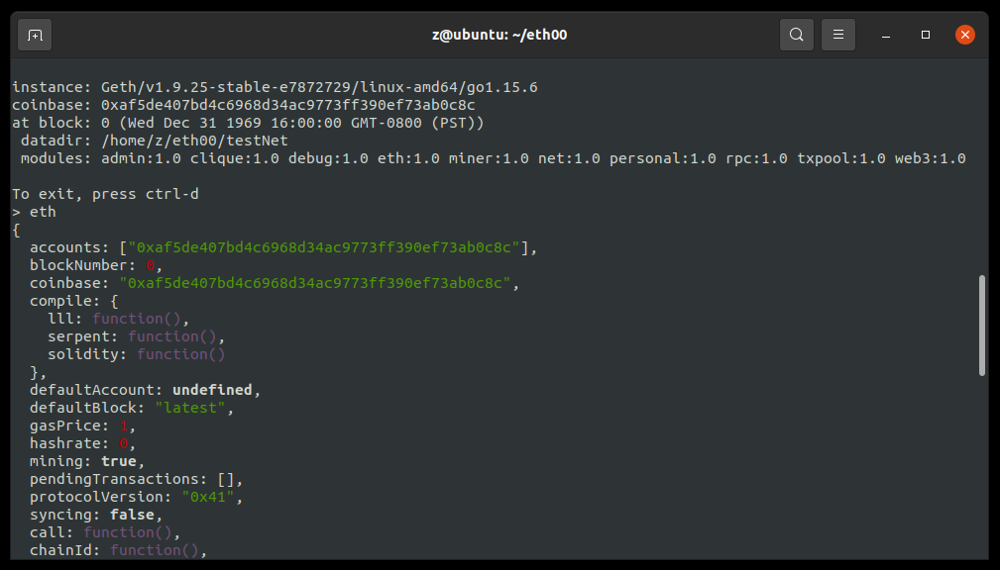 z@ubuntu: ~/eth00
instance: Geth/v1.9.25-stable-e7872729/linux-amd64/go1.15.6
coinbase: 0xaf5de407bd4c6968d34ac9773ff390ef73ab0c8c
at block: 0 (Wed Dec 31 1969 16:00:00 GMT-0800 (PST))
 datadir: /home/z/eth00/testNet
 modules: admin:1.0 clique:1.0 debug:1.0 eth:1.0 miner:1.0 net:1.0 personal:1.0 rpc:1.0 txpool:1.0 web3:1.0

To exit, press ctrl-d
> eth
{
  accounts: ["0xaf5de407bd4c6968d34ac9773ff390ef73ab0c8c"],
  blockNumber: 0,
  coinbase: "0xaf5de407bd4c6968d34ac9773ff390ef73ab0c8c",
  compile: {
    lll: function(),
    serpent: function(),
    solidity: function()
  },
  defaultAccount: undefined,
  defaultBlock: "latest",
  gasPrice: 1,
  hashrate: 0,
  mining: true,
  pendingTransactions: [],
  protocolVersion: "0x41",
  syncing: false,
  call: function(),
  chainId: function(),